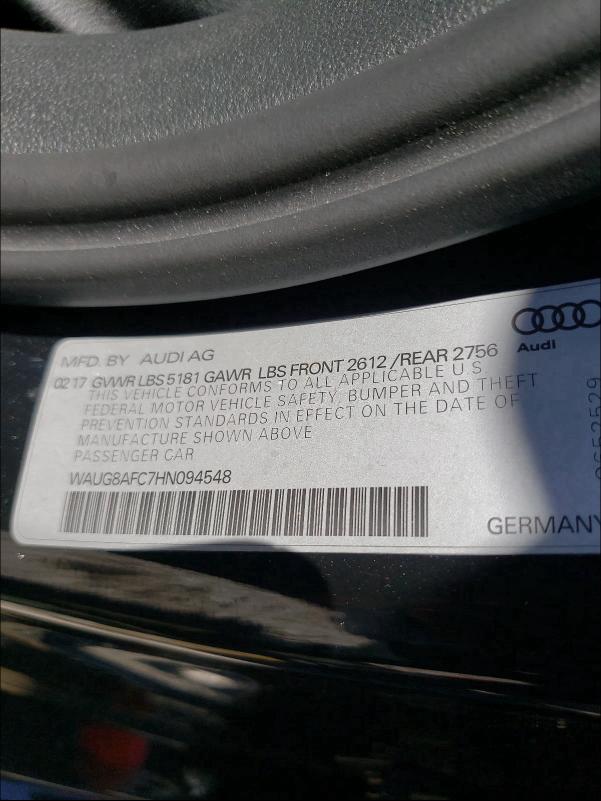 MFD. BY AUDI AG
0217 GVWR LBS 5181 GAWR LBS FRONT 2612 /REAR 2756
THIS VEHICLE CONFORMS TO ALL APPLICABLE U.S
FEDERAL MOTOR VEHICLE SAFETY, BUMPER AND THEFT
PREVENTION STANDARDS IN EFFECT ON THE DATE OF
MANUFACTURE SHOWN ABOVE
PASSENGER CAR
WAUG8AFC7HN094548
Audi
GERMANY